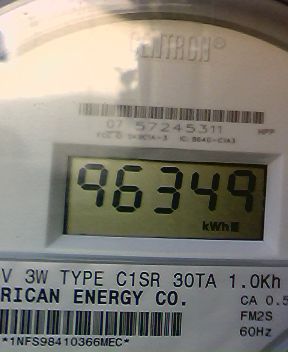 CENTRON®
07 57245311
96349
kWh
V 3W TYPE C1SR 30TA 1.0Kh
RICAN ENERGY CO.
CA 0.5
FM2S
60Hz
*1NFS98410366MEC*